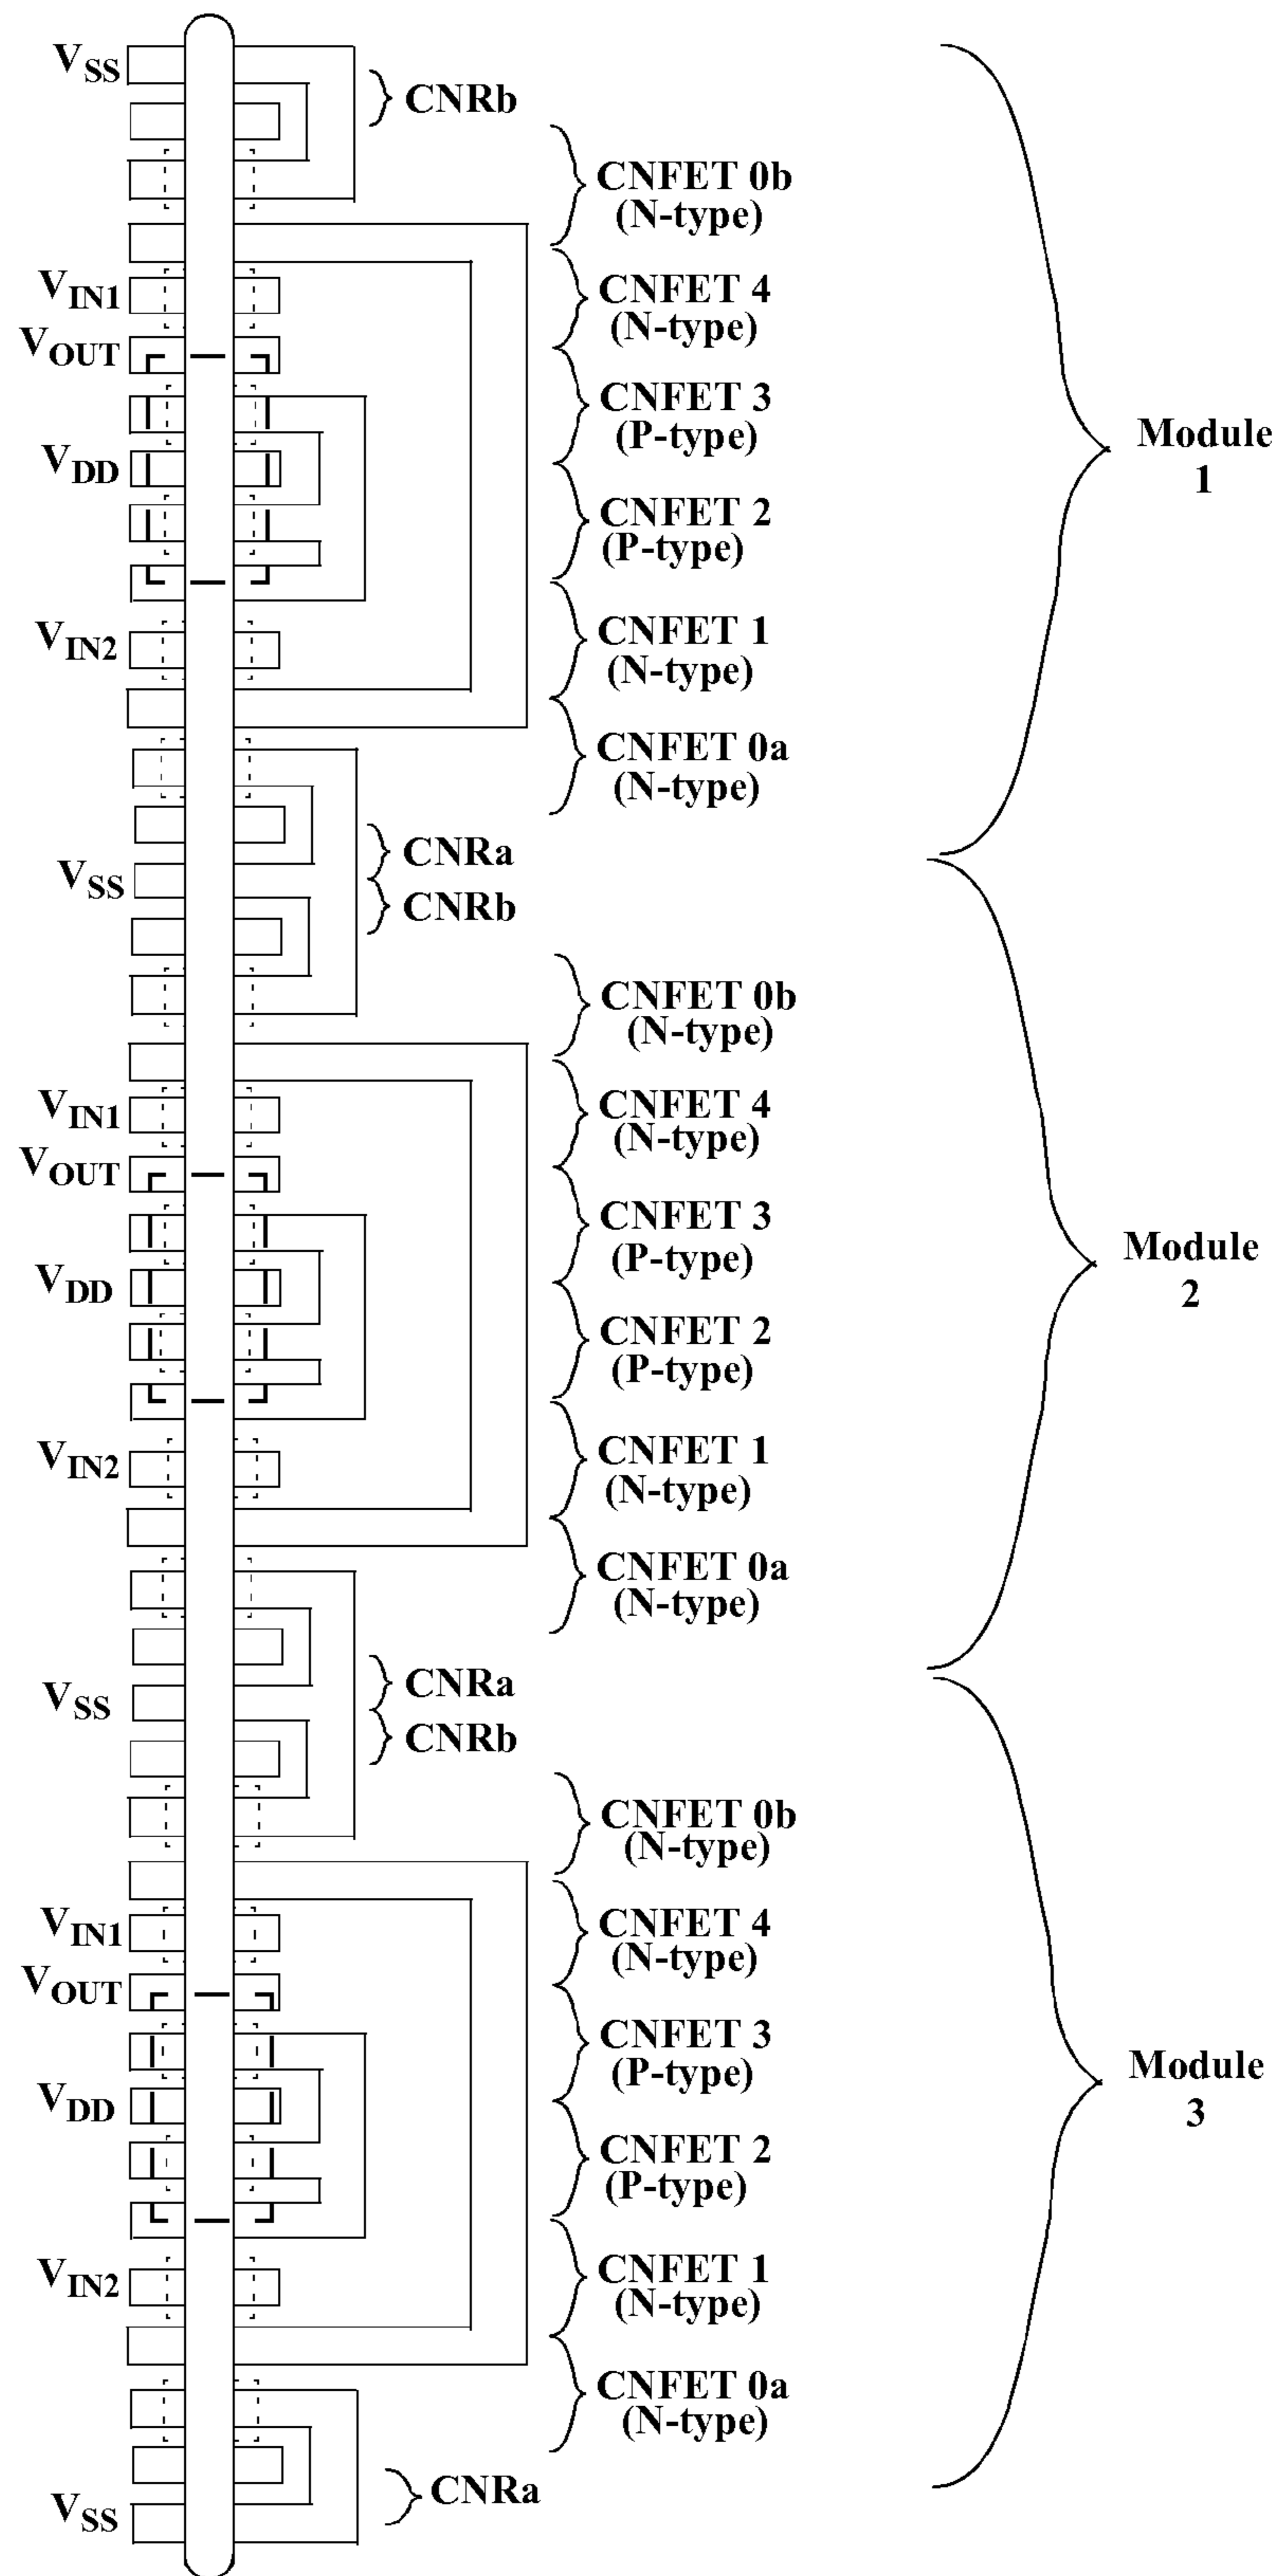 VSS
CNRb
CNFET 0b
(N-type)
VIN1
CNFET 4
(N-type)
VOUT
CNFET 3
(P-type)
VDD
Module
1
CNFET 2
(P-type)
VIN2
CNFET 1
(N-type)
CNFET 0a
(N-type)
CNRa
VSS
CNRb
CNFET 0b
(N-type)
VIN1
CNFET 4
(N-type)
VOUT
CNFET 3
(P-type)
VDD
Module
2
CNFET 2
(P-type)
VIN2
CNFET 1
(N-type)
CNFET 0a
(N-type)
CNRa
VSS
CNRb
CNFET 0b
(N-type)
VIN1
CNFET 4
(N-type)
VOUT
CNFET 3
(P-type)
VDD
Module
3
CNFET 2
(P-type)
VIN2
CNFET 1
(N-type)
CNFET 0a
(N-type)
CNRa
VSS